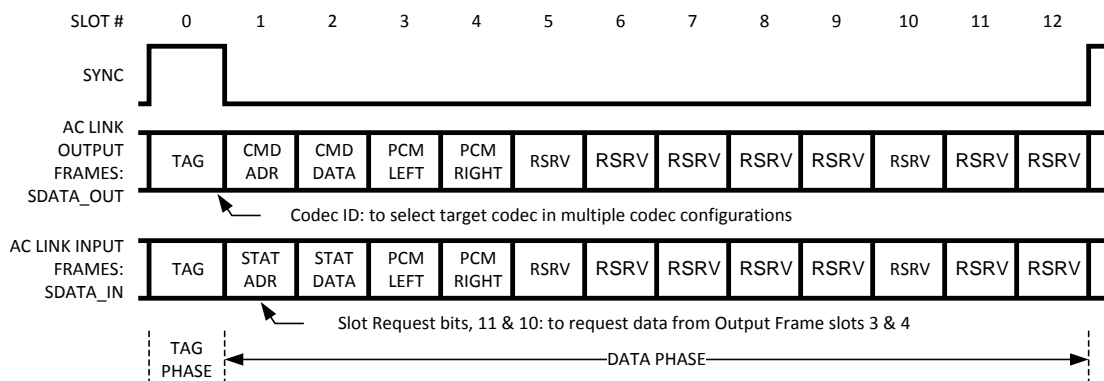 SLOT # 0 1 2 3 4 5 6 7 8 9 10 11 12
SYNC
AC LINK
OUTPUT
FRAMES:
SDATA_OUT
TAG CMD ADR CMD DATA PCM LEFT PCM RIGHT RSRV RSRV RSRV RSRV RSRV RSRV RSRV RSRV
Codec ID: to select target codec in multiple codec configurations
AC LINK INPUT
FRAMES:
SDATA_IN
TAG STAT ADR STAT DATA PCM LEFT PCM RIGHT RSRV RSRV RSRV RSRV RSRV RSRV RSRV RSRV
Slot Request bits, 11 & 10: to request data from Output Frame slots 3 & 4
TAG
PHASE
DATA PHASE